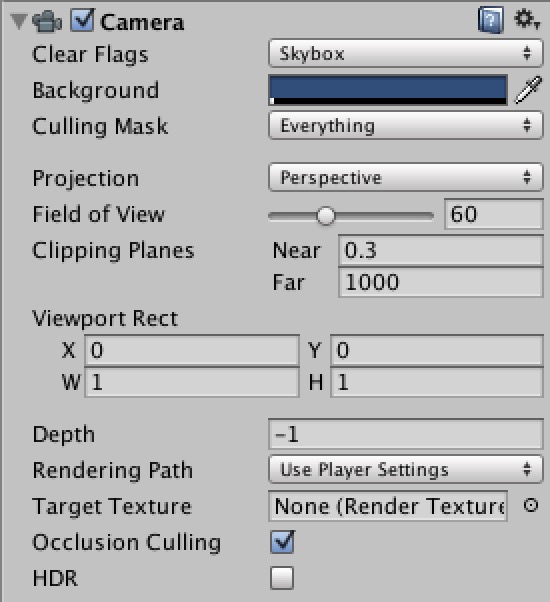 Camera
Clear Flags Skybox
Background
Culling Mask Everything
Projection Perspective
Field of View 60
Clipping Planes Near 0.3
Far 1000
Viewport Rect
X 0 Y 0
W 1 H 1
Depth -1
Rendering Path Use Player Settings
Target Texture None (Render Texture
Occlusion Culling
HDR